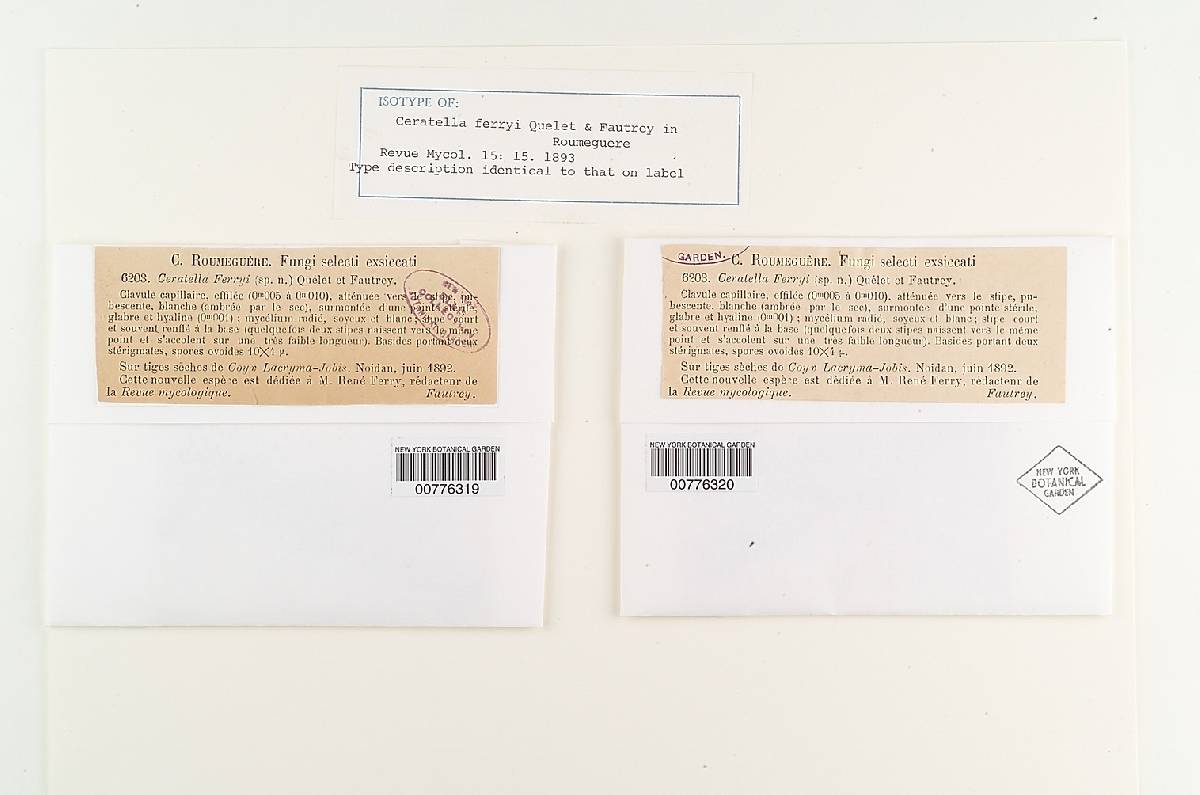 ISOTYPE OF:
Ceratella ferryi Quelet & Fautroy in
Roumeguere
Revue Mycol. 15: 15. 1893
Type description identical to that on label
C. ROUMEGUÈRE. Fungi selecti exsiccati
6203. Ceratella Ferryi (sp. n.) Quélet et Fautrey.
Clavule capillaire, effilée (0m005 à 0m010), atténuée vers le stipe, pu-
bescente, blanche (ambrée par le sec), surmontée d'une pointe stérile,
glabre et hyaline (0m001) ; mycélium radié, soyeux et blanc ; stipe court
et souvent renflé à la base (quelquefois deux stipes naissent vers le même
point et s'accolent sur une très faible longueur). Basides portant deux
stérigmates, spores ovoïdes 10×4 µ.
Sur tiges sèches de Coyx Lacryma-Jobis. Noidan, juin 1892.
Cette nouvelle espère est dédiée à M. René Ferry, rédacteur de
la Revue mycologique. Fautrey.
NEW YORK BOTANICAL GARDEN
00776319
GARDEN.
C. ROUMEGUÈRE. Fungi selecti exsiccati
6203. Ceratella Ferryi (sp. n.) Quélet et Fautrey.
Clavule capillaire, effilée (0m005 à 0m010), atténuée vers le stipe, pu-
bescente, blanche (ambrée par le sec), surmontée d'une pointe stérile,
glabre et hyaline (0m001) ; mycélium radié, soyeux et blanc ; stipe court
et souvent renflé à la base (quelquefois deux stipes naissent vers le même
point et s'accolent sur une très faible longueur). Basides portant deux
stérigmates, spores ovoïdes 10×4 µ.
Sur tiges sèches de Coyx Lacryma-Jobis. Noidan, juin 1892.
Cette nouvelle espère est dédiée à M. René Ferry, rédacteur de
la Revue mycologique. Fautrey.
NEW YORK BOTANICAL GARDEN
00776320
NEW YORK
BOTANICAL
GARDEN